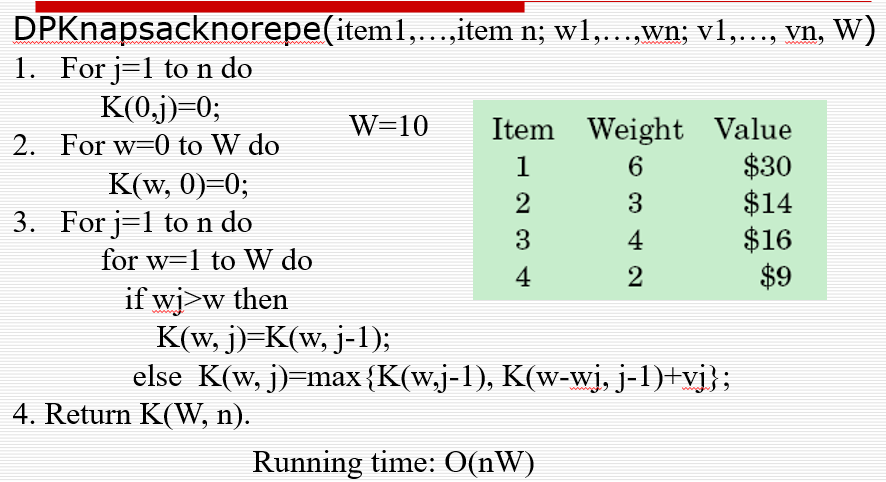 DPKnapsacknorepe(item1,…,item n; w1,…,wn; v1,…, vn, W)
1. For j=1 to n do
K(0,j)=0;
2. For w=0 to W do
K(w, 0)=0;
3. For j=1 to n do
for w=1 to W do
if wj>w then
K(w, j)=K(w, j-1);
else K(w, j)=max{K(w,j-1), K(w-wj, j-1)+vj};
4. Return K(W, n).
Running time: O(nW)
W=10
Item Weight Value
1 6 $30
2 3 $14
3 4 $16
4 2 $9